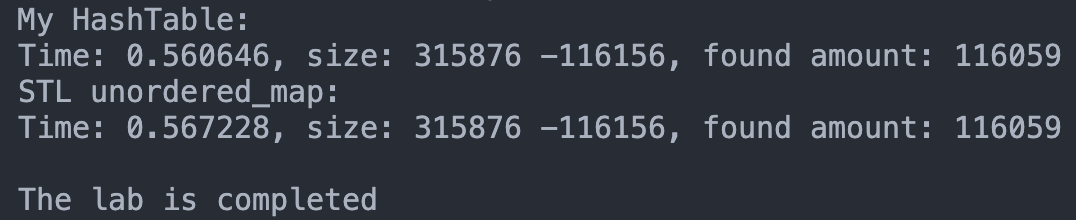 My HashTable:
Time: 0.560646, size: 315876 -116156, found amount: 116059
STL unordered_map:
Time: 0.567228, size: 315876 -116156, found amount: 116059
The lab is completed